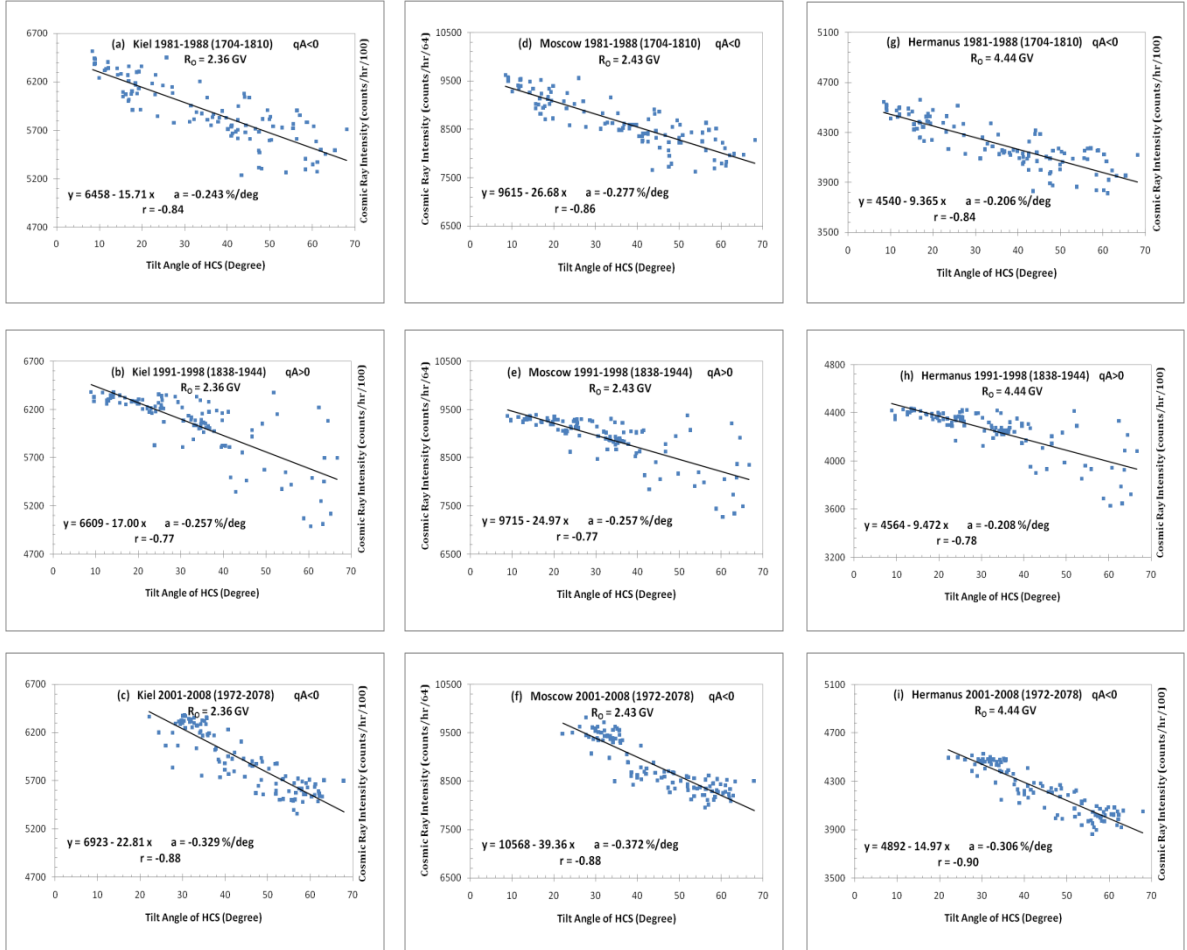 (a) Kiel 1981-1988 (1704-1810) qA<0
R_O = 2.36 GV
6700
6200
5700
5200
4700
y = 6458 - 15.71 x a = -0.243 %/deg
r = -0.84
0 10 20 30 40 50 60 70
Tilt Angle of HCS (Degree)
Cosmic Ray Intensity (counts/hr/100)
(d) Moscow 1981-1988 (1704-1810) qA<0
R_O = 2.43 GV
10500
9500
8500
7500
6500
y = 9615 - 26.68 x a = -0.277 %/deg
r = -0.86
0 10 20 30 40 50 60 70
Tilt Angle of HCS (Degree)
Cosmic Ray Intensity (counts/hr/64)
(g) Hermanus 1981-1988 (1704-1810) qA<0
R_O = 4.44 GV
5100
4700
4300
3900
3500
y = 4540 - 9.365 x a = -0.206 %/deg
r = -0.84
0 10 20 30 40 50 60 70
Tilt Angle of HCS (Degree)
Cosmic Ray Intensity (counts/hr/100)
(b) Kiel 1991-1998 (1838-1944) qA>0
R_O = 2.36 GV
6700
6200
5700
5200
4700
y = 6609 - 17.00 x a = -0.257 %/deg
r = -0.77
0 10 20 30 40 50 60 70
Tilt Angle of HCS (Degree)
Cosmic Ray Intensity (counts/hr/100)
(e) Moscow 1991-1998 (1838-1944) qA>0
R_O = 2.43 GV
10500
9500
8500
7500
6500
y = 9715 - 24.97 x a = -0.257 %/deg
r = -0.77
0 10 20 30 40 50 60 70
Tilt Angle of HCS (Degree)
Cosmic Ray Intensity (counts/hr/64)
(h) Hermanus 1991-1998 (1838-1944) qA>0
R_O = 4.44 GV
4800
4400
4000
3600
3200
y = 4564 - 9.472 x a = -0.208 %/deg
r = -0.78
0 10 20 30 40 50 60 70
Tilt Angle of HCS (Degree)
Cosmic Ray Intensity (counts/hr/100)
(c) Kiel 2001-2008 (1972-2078) qA<0
R_O = 2.36 GV
6700
6200
5700
5200
4700
y = 6923 - 22.81 x a = -0.329 %/deg
r = -0.88
0 10 20 30 40 50 60 70
Tilt Angle of HCS (Degree)
Cosmic Ray Intensity (counts/hr/100)
(f) Moscow 2001-2008 (1972-2078) qA<0
R_O = 2.43 GV
10500
9500
8500
7500
6500
y = 10568 - 39.36 x a = -0.372 %/deg
r = -0.88
0 10 20 30 40 50 60 70
Tilt Angle of HCS (Degree)
Cosmic Ray Intensity (counts/hr/64)
(i) Hermanus 2001-2008 (1972-2078) qA<0
R_O = 4.44 GV
5100
4700
4300
3900
3500
y = 4892 - 14.97 x a = -0.306 %/deg
r = -0.90
0 10 20 30 40 50 60 70
Tilt Angle of HCS (Degree)
Cosmic Ray Intensity (counts/hr/100)